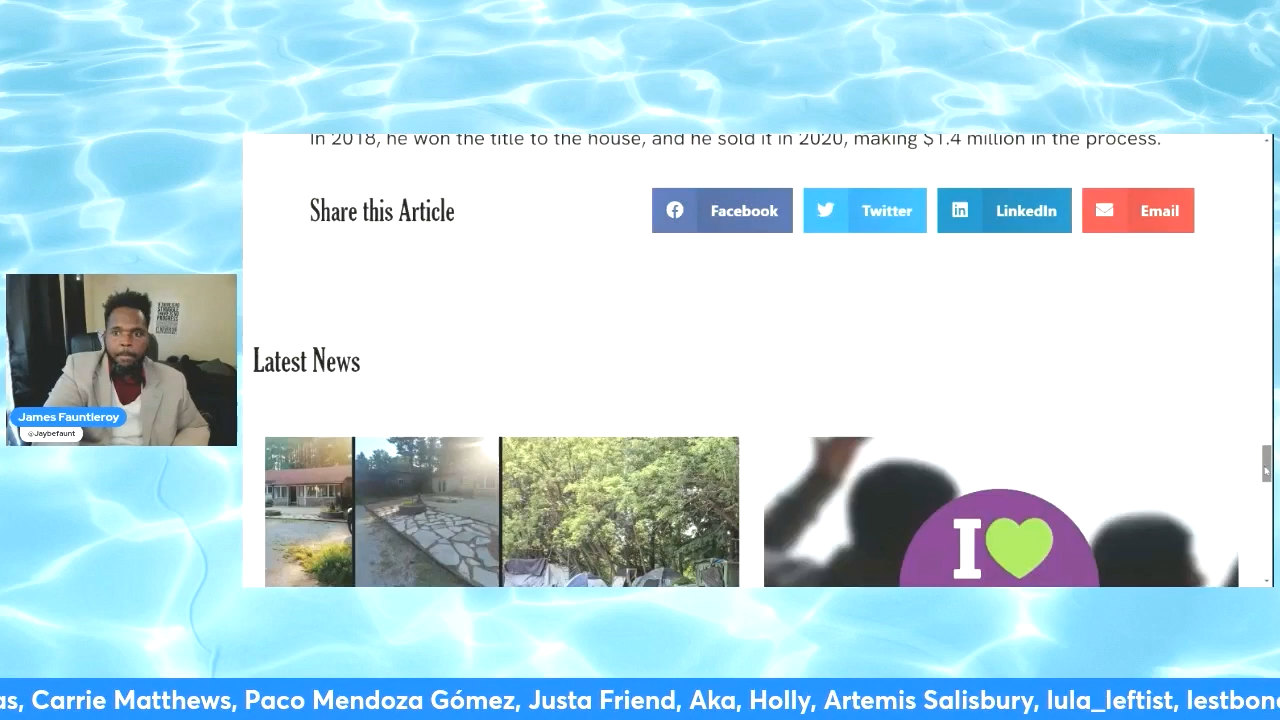 In 2018, he won the title to the house, and he sold it in 2020, making $1.4 million in the process.
Share this Article
Facebook
Twitter
LinkedIn
Email
James Fauntleroy
@Jaybefaunt
Latest News
I
as, Carrie Matthews, Paco Mendoza Gómez, Justa Friend, Aka, Holly, Artemis Salisbury, lula_leftist, lestbon